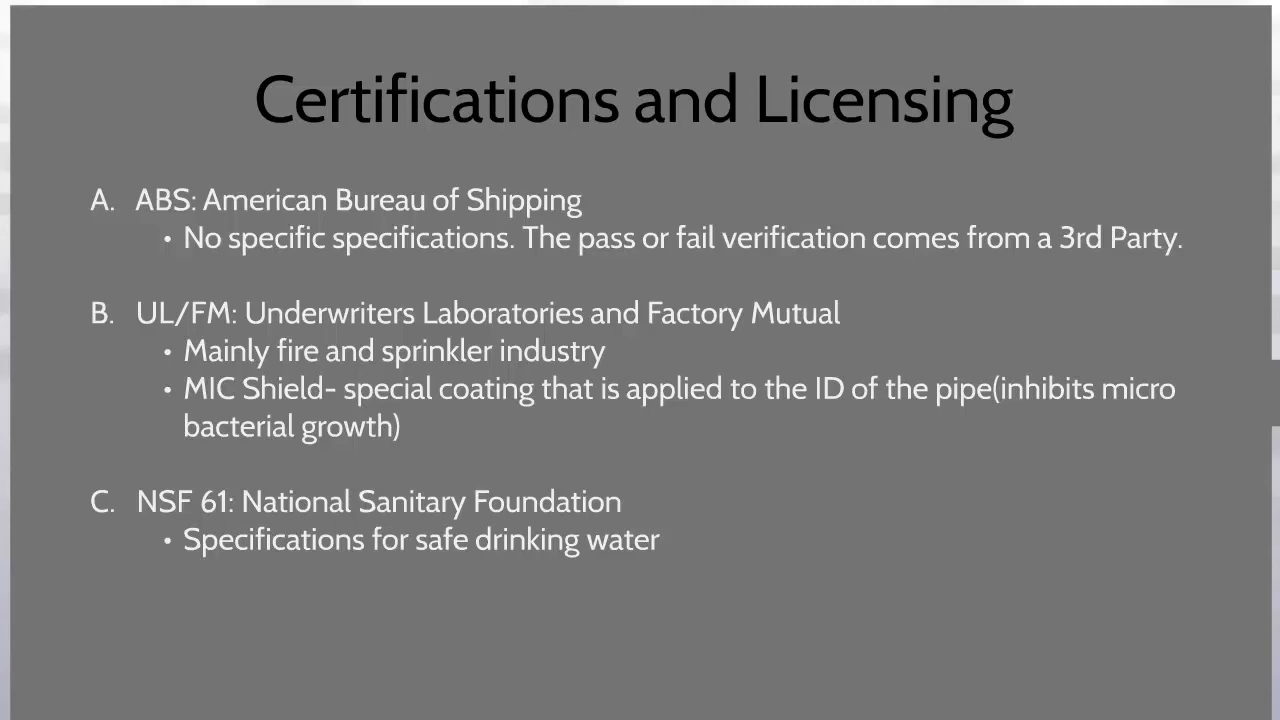 Certifications and Licensing
A. ABS: American Bureau of Shipping
• No specific specifications. The pass or fail verification comes from a 3rd Party.
B. UL/FM: Underwriters Laboratories and Factory Mutual
• Mainly fire and sprinkler industry
• MIC Shield- special coating that is applied to the ID of the pipe(inhibits micro
bacterial growth)
C. NSF 61: National Sanitary Foundation
• Specifications for safe drinking water